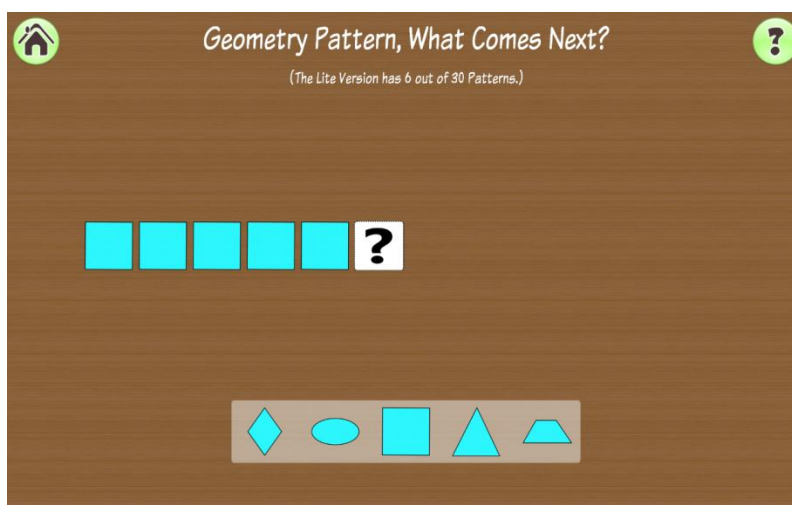 Geometry Pattern, What Comes Next?
?
(The Lite Version has 6 out of 30 Patterns.)
?